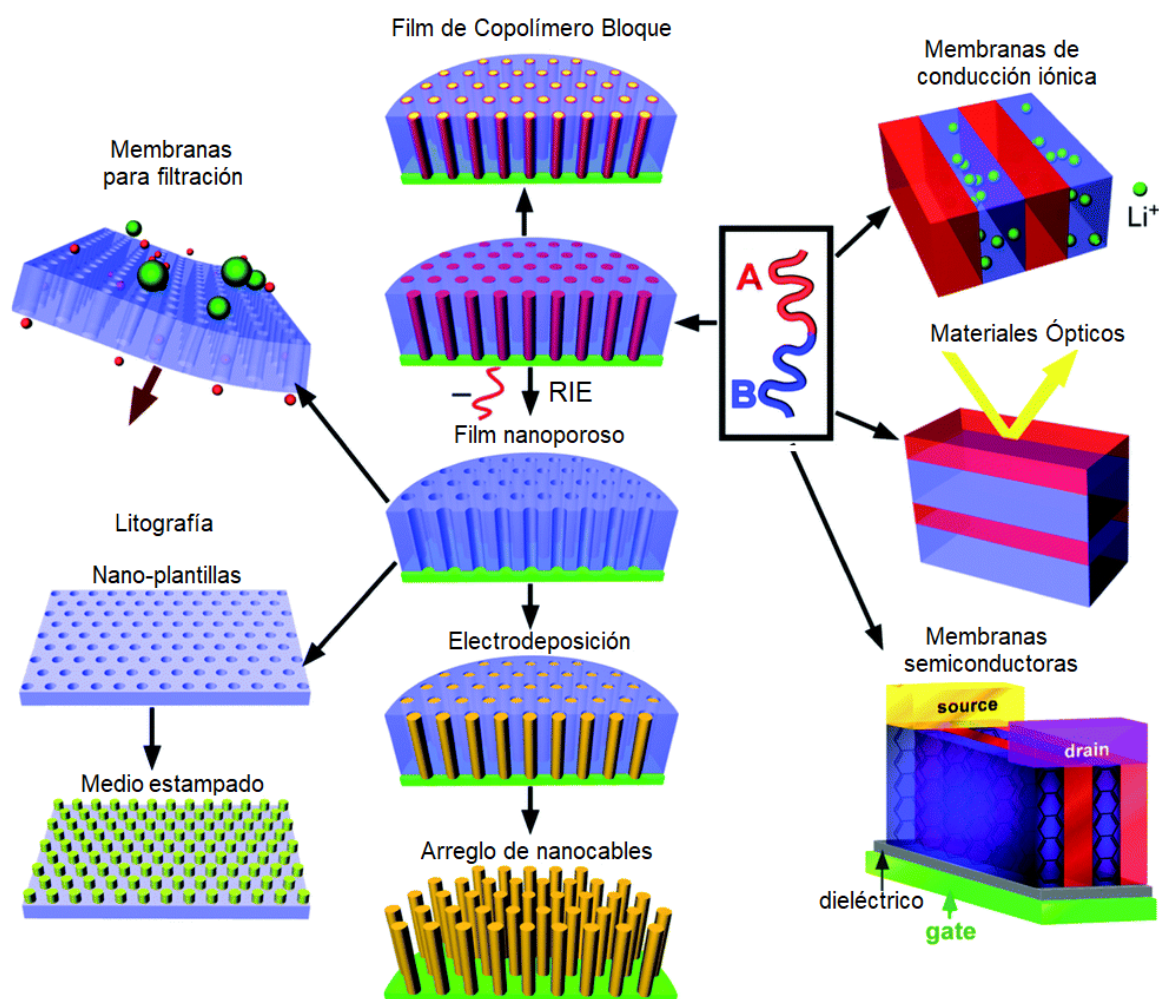 Film de Copolímero Bloque
Membranas de
conducción iónica
Membranas
para filtración
Li+
A
B
Materiales Ópticos
– RIE
Film nanoporoso
Litografía
Nano-plantillas
Electrodeposición
Membranas
semiconductoras
source
drain
Medio estampado
Arreglo de nanocables
dieléctrico
gate